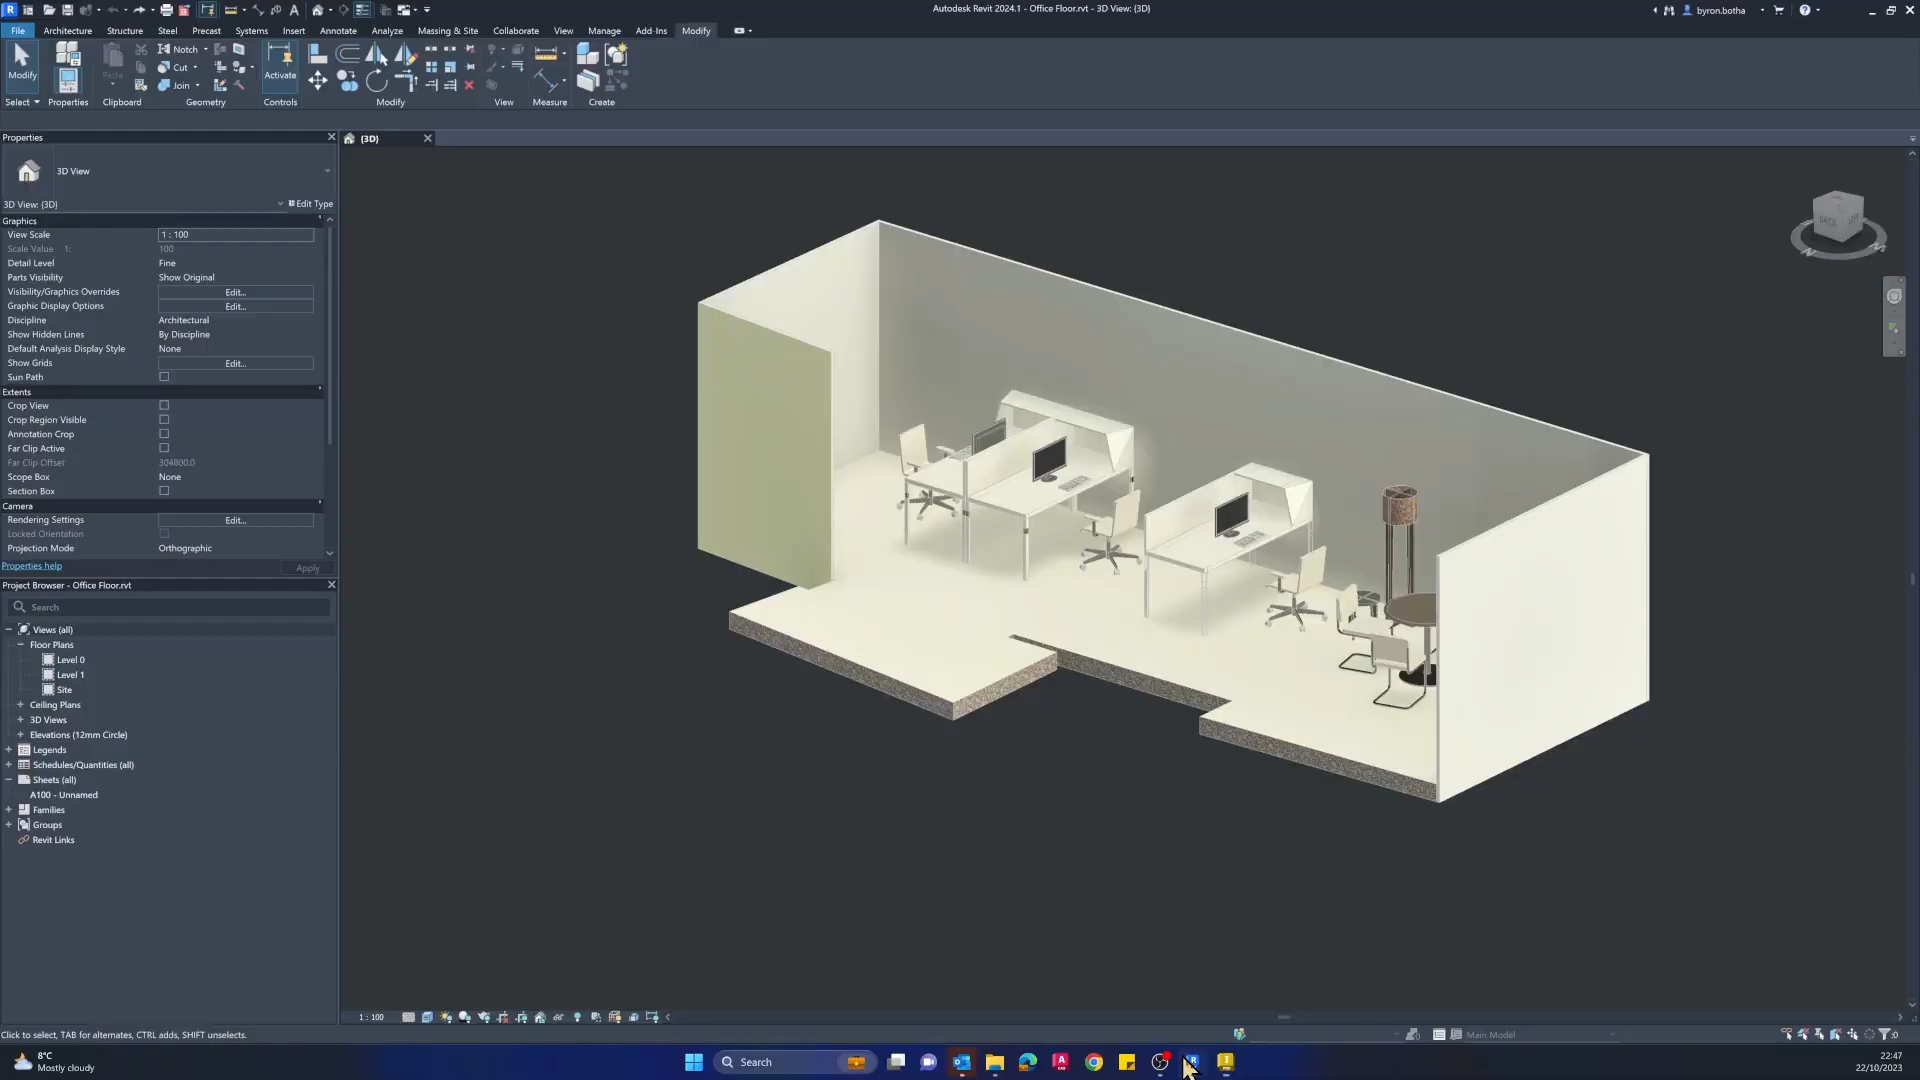 Autodesk Revit 2024.1 - Office Floor.rvt - 3D View: {3D}
byron.botha
File Architecture Structure Steel Precast Systems Insert Annotate Analyze Massing & Site Collaborate View Manage Add-Ins Modify
Modify Paste Notch Cut Join Activate
Select Properties Clipboard Geometry Controls Modify View Measure Create
Properties
{3D}
3D View
3D View: {3D} Edit Type
Graphics
View Scale 1 : 100
Scale Value 1: 100
Detail Level Fine
Parts Visibility Show Original
Visibility/Graphics Overrides Edit...
Graphic Display Options Edit...
Discipline Architectural
Show Hidden Lines By Discipline
Default Analysis Display Style None
Show Grids Edit...
Sun Path
Extents
Crop View
Crop Region Visible
Annotation Crop
Far Clip Active
Far Clip Offset 304800.0
Scope Box None
Section Box
Camera
Rendering Settings Edit...
Locked Orientation
Projection Mode Orthographic
Properties help Apply
Project Browser - Office Floor.rvt
Search
Views (all)
Floor Plans
Level 0
Level 1
Site
Ceiling Plans
3D Views
Elevations (12mm Circle)
Legends
Schedules/Quantities (all)
Sheets (all)
A100 - Unnamed
Families
Groups
Revit Links
BACK LEFT
1 : 100
Click to select, TAB for alternates, CTRL adds, SHIFT unselects.
Main Model
:0
8°C
Mostly cloudy
Search
22:47
22/10/2023